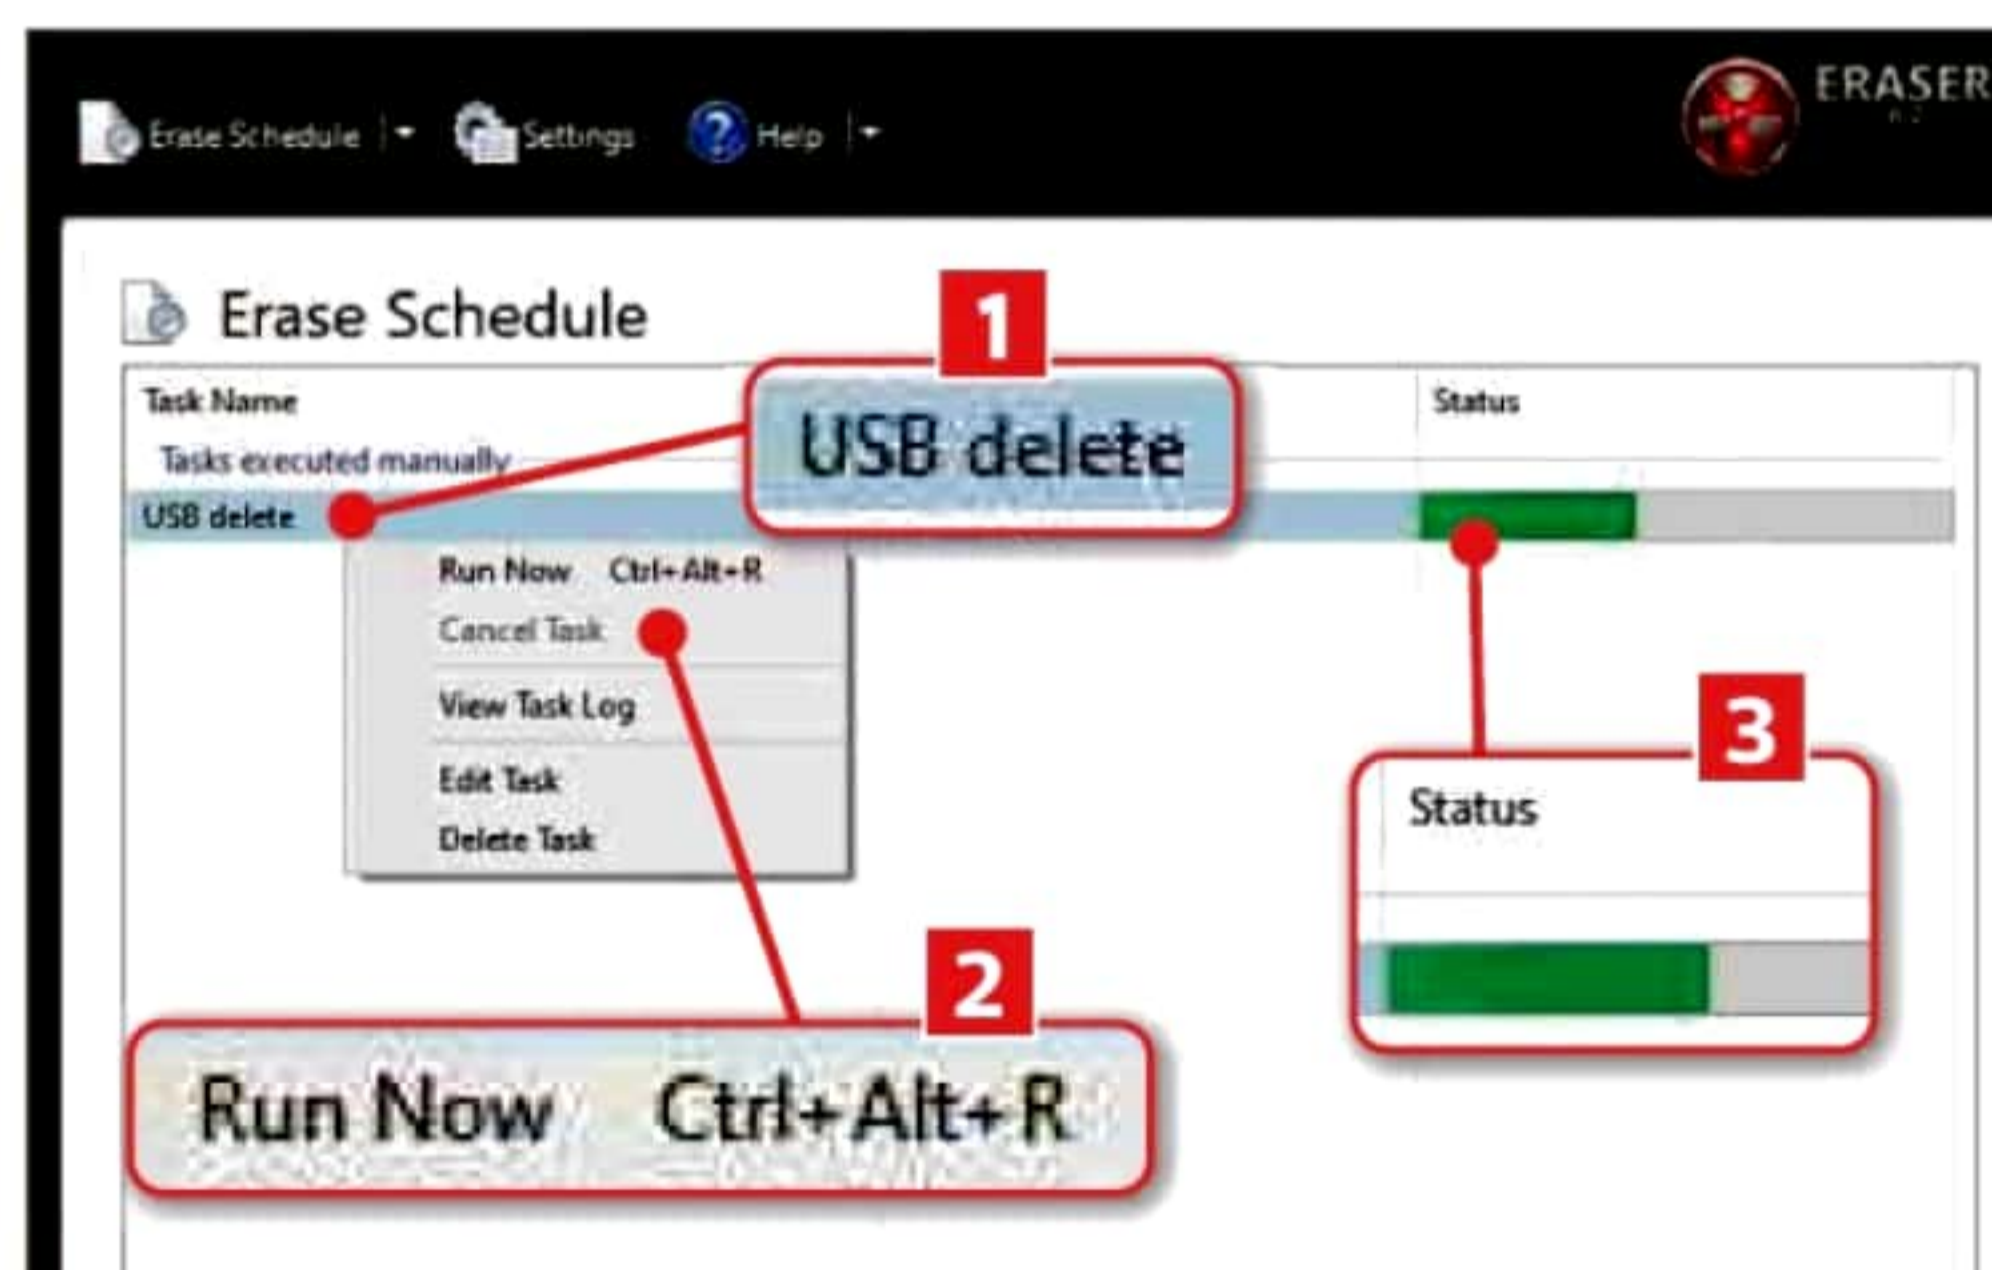 Erase Schedule Settings Help ERASER
Erase Schedule
1
Task Name Status
USB delete
Tasks executed manually
USB delete
Run Now Ctrl+Alt+R
Cancel Task
View Task Log
3
Edit Task
Status
Delete Task
2
Run Now Ctrl+Alt+R